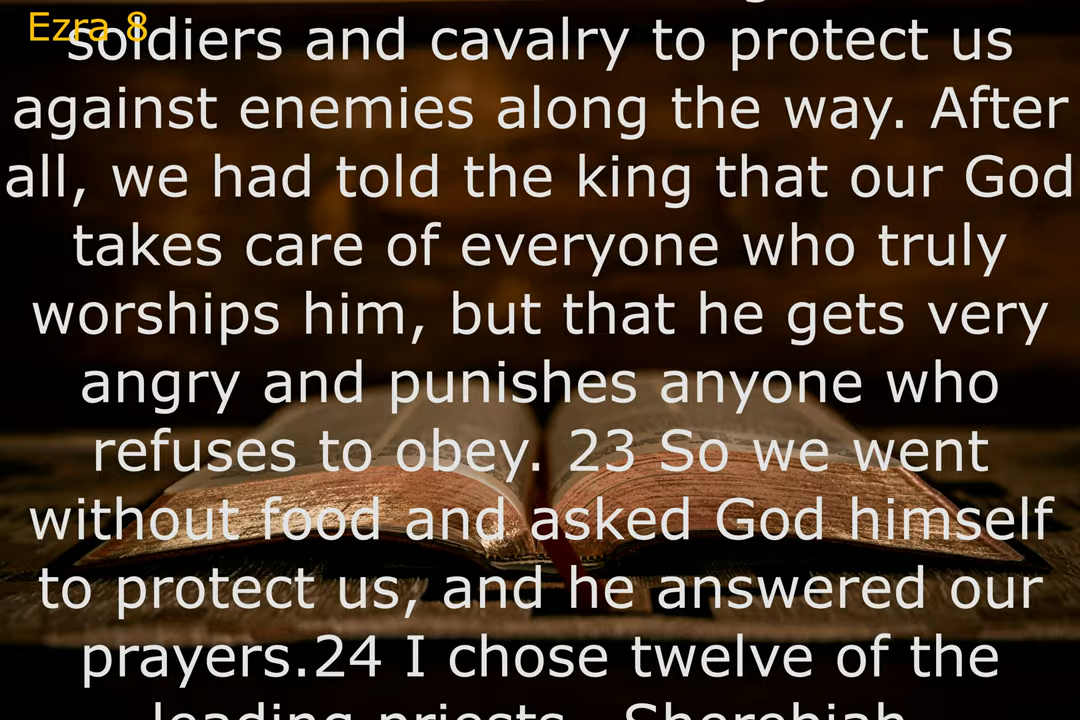 Ezra 8
soldiers and cavalry to protect us
against enemies along the way. After
all, we had told the king that our God
takes care of everyone who truly
worships him, but that he gets very
angry and punishes anyone who
refuses to obey. 23 So we went
without food and asked God himself
to protect us, and he answered our
prayers.24 I chose twelve of the
leading priests—Sherebiah,